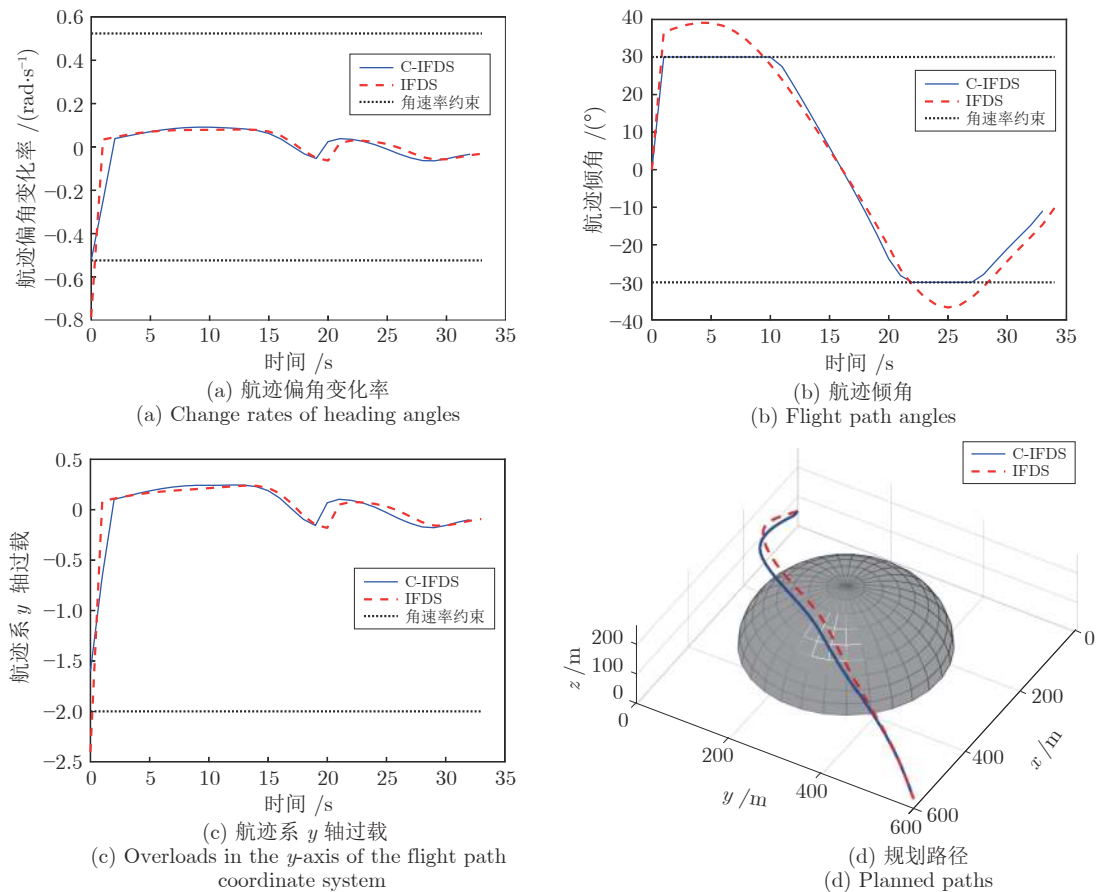 0.6
0.4
0.2
0
−0.2
−0.4
−0.6
−0.8
航迹偏角变化率 /(rad·s⁻¹)
C-IFDS
IFDS
角速率约束
0 5 10 15 20 25 30 35
时间 /s
(a) 航迹偏角变化率
(a) Change rates of heading angles
40
30
20
10
0
−10
−20
−30
−40
航迹倾角 /(°)
C-IFDS
IFDS
角速率约束
0 5 10 15 20 25 30 35
时间 /s
(b) 航迹倾角
(b) Flight path angles
0.5
0
−0.5
−1.0
−1.5
−2.0
−2.5
航迹系 y 轴过载
C-IFDS
IFDS
角速率约束
0 5 10 15 20 25 30 35
时间 /s
(c) 航迹系 y 轴过载
(c) Overloads in the y-axis of the flight path
coordinate system
C-IFDS
IFDS
200
100
0
z /m
0
200
400
600
y /m
0
200
400
600
x /m
(d) 规划路径
(d) Planned paths